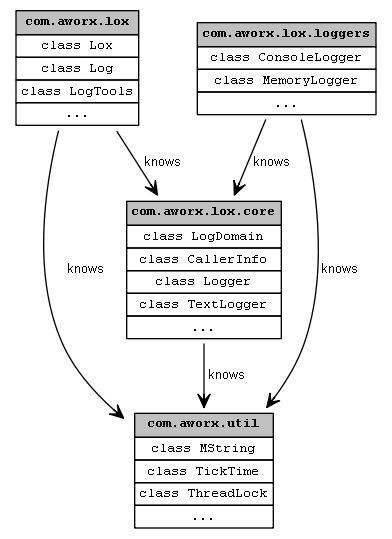 com.aworx.lox
class Lox
class Log
class LogTools
...
com.aworx.lox.loggers
class ConsoleLogger
class MemoryLogger
...
knows
knows
com.aworx.lox.core
class LogDomain
class CallerInfo
class Logger
class TextLogger
...
knows
knows
knows
com.aworx.util
class MString
class TickTime
class ThreadLock
...